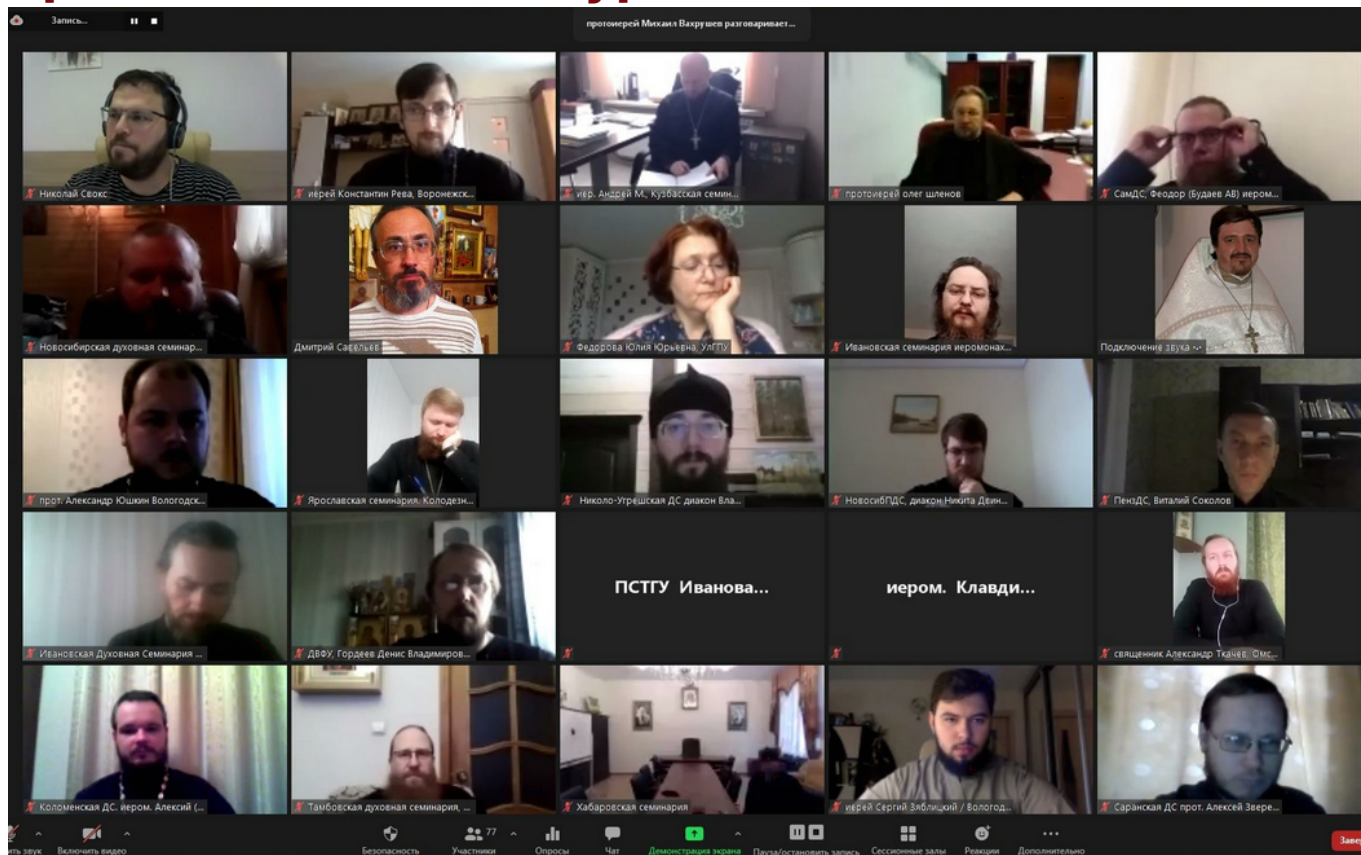 Запись...
протоиерей Михаил Вахрушев разговаривает...
Николай Свокс
иерей Константин Рева, Воронежск...
иер. Андрей М., Кузбасская семин...
протоиерей олег шленов
СамДС, Феодор (Будаев АВ) иером...
Новосибирская духовная семинар...
Дмитрий Савельев
Федорова Юлия Юрьевна, УлГПУ
Ивановская семинария иеромонах...
Подключение звука
прот. Александр Юшкин Вологодск...
Ярославская семинария. Колодезн...
Николо-Угрешская ДС диакон Вла...
НовосибПДС, диакон Никита Двин...
ПензДС, Виталий Соколов
Ивановская Духовная Семинария ...
ДВФУ, Гордеев Денис Владимиров...
ПСТГУ Иванова...
иером. Клавди...
священник Александр Ткачев, Омс...
Коломенская ДС. иером. Алексий (...
Тамбовская духовная семинария, ...
Хабаровская семинария
иерей Сергий Зяблицкий / Вологод...
Саранская ДС прот. Алексей Звере...
ить звук
Включить видео
Безопасность
77
Участники
Опросы
Чат
Демонстрация экрана
Пауза/остановить запись
Сессионные залы
Реакции
Дополнительно
Заве